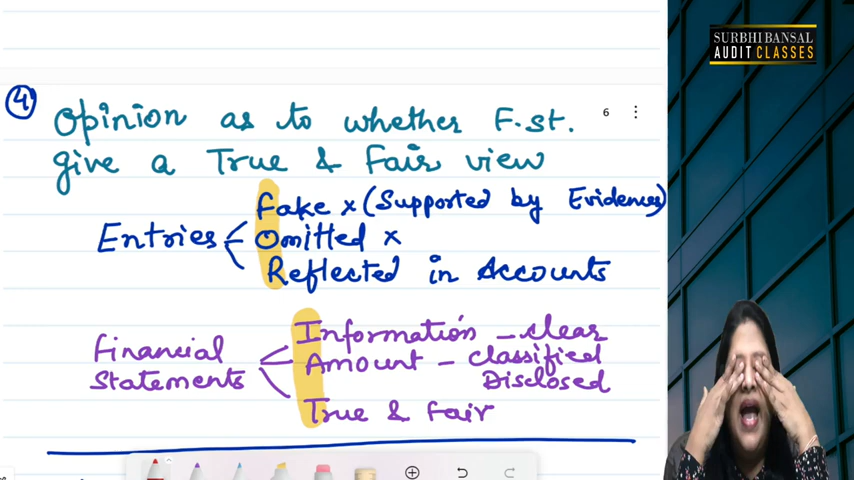 SURBHI BANSAL
AUDIT CLASSES
6
4
Opinion as to whether F.st.
give a True & Fair view
Fake × (Supported by Evidences)
Entries Omitted ×
Reflected in Accounts
Information - clear
Financial Amount - classified
Statements Disclosed
True & Fair